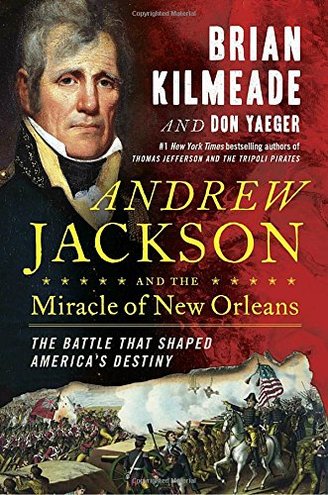 BRIAN
KILMEADE
AND DON YAEGER
#1 New York Times bestselling authors of
THOMAS JEFFERSON AND THE TRIPOLI PIRATES
ANDREW
JACKSON
AND THE
Miracle of New Orleans
THE BATTLE THAT SHAPED
AMERICA'S DESTINY